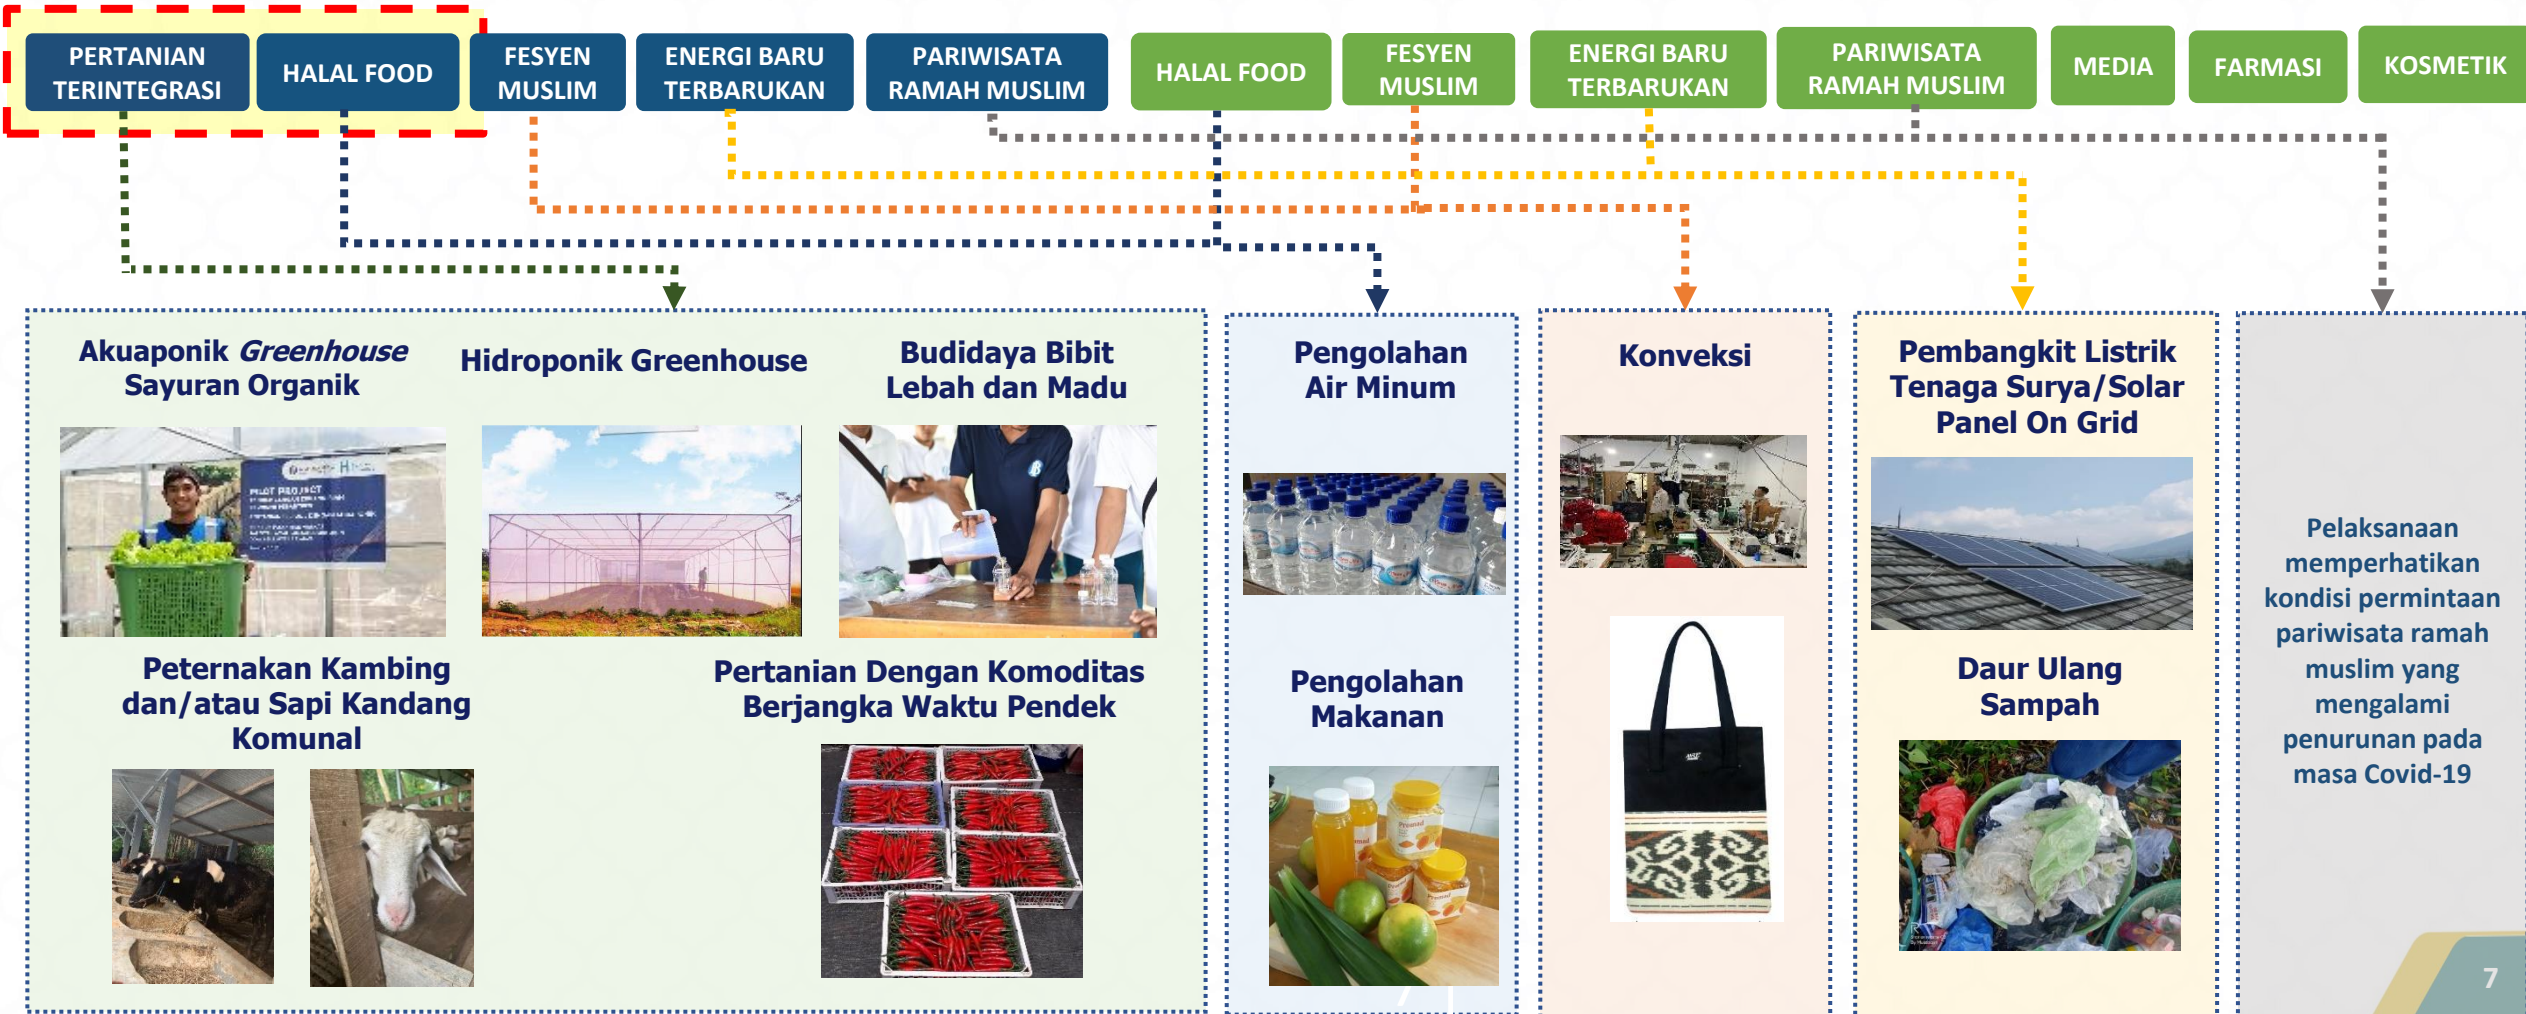 PERTANIAN
TERINTEGRASI
HALAL FOOD
FESYEN
MUSLIM
ENERGI BARU
TERBARUKAN
PARIWISATA
RAMAH MUSLIM
HALAL FOOD
FESYEN
MUSLIM
ENERGI BARU
TERBARUKAN
PARIWISATA
RAMAH MUSLIM
MEDIA
FARMASI
KOSMETIK
Akuaponik Greenhouse
Sayuran Organik
Hidroponik Greenhouse
Budidaya Bibit
Lebah dan Madu
PILOT PROJECT
Peternakan Kambing
dan/atau Sapi Kandang
Komunal
Pertanian Dengan Komoditas
Berjangka Waktu Pendek
Pengolahan
Air Minum
Pengolahan
Makanan
Konveksi
Pembangkit Listrik
Tenaga Surya/Solar
Panel On Grid
Daur Ulang
Sampah
Pelaksanaan
memperhatikan
kondisi permintaan
pariwisata ramah
muslim yang
mengalami
penurunan pada
masa Covid-19
7
7